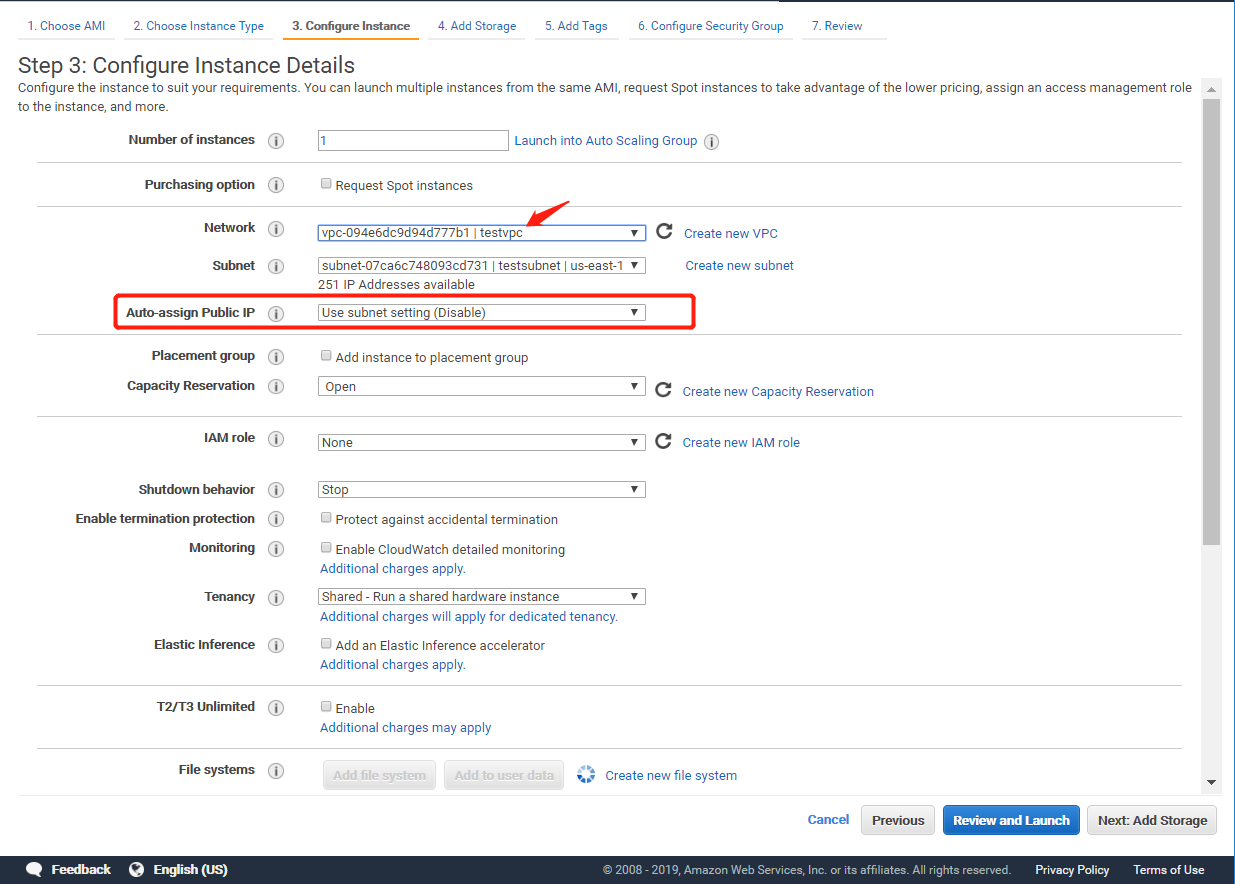 1. Choose AMI 2. Choose Instance Type 3. Configure Instance 4. Add Storage 5. Add Tags 6. Configure Security Group 7. Review
Step 3: Configure Instance Details
Configure the instance to suit your requirements. You can launch multiple instances from the same AMI, request Spot instances to take advantage of the lower pricing, assign an access management role
to the instance, and more.
Number of instances 1 Launch into Auto Scaling Group
Purchasing option Request Spot instances
Network vpc-094e6dc9d94d777b1 | testvpc Create new VPC
Subnet subnet-07ca6c748093cd731 | testsubnet | us-east-1 Create new subnet
251 IP Addresses available
Auto-assign Public IP Use subnet setting (Disable)
Placement group Add instance to placement group
Capacity Reservation Open Create new Capacity Reservation
IAM role None Create new IAM role
Shutdown behavior Stop
Enable termination protection Protect against accidental termination
Monitoring Enable CloudWatch detailed monitoring
Additional charges apply.
Tenancy Shared - Run a shared hardware instance
Additional charges will apply for dedicated tenancy.
Elastic Inference Add an Elastic Inference accelerator
Additional charges apply.
T2/T3 Unlimited Enable
Additional charges may apply
File systems Add file system Add to user data Create new file system
Cancel Previous Review and Launch Next: Add Storage
Feedback English (US) © 2008 - 2019, Amazon Web Services, Inc. or its affiliates. All rights reserved. Privacy Policy Terms of Use